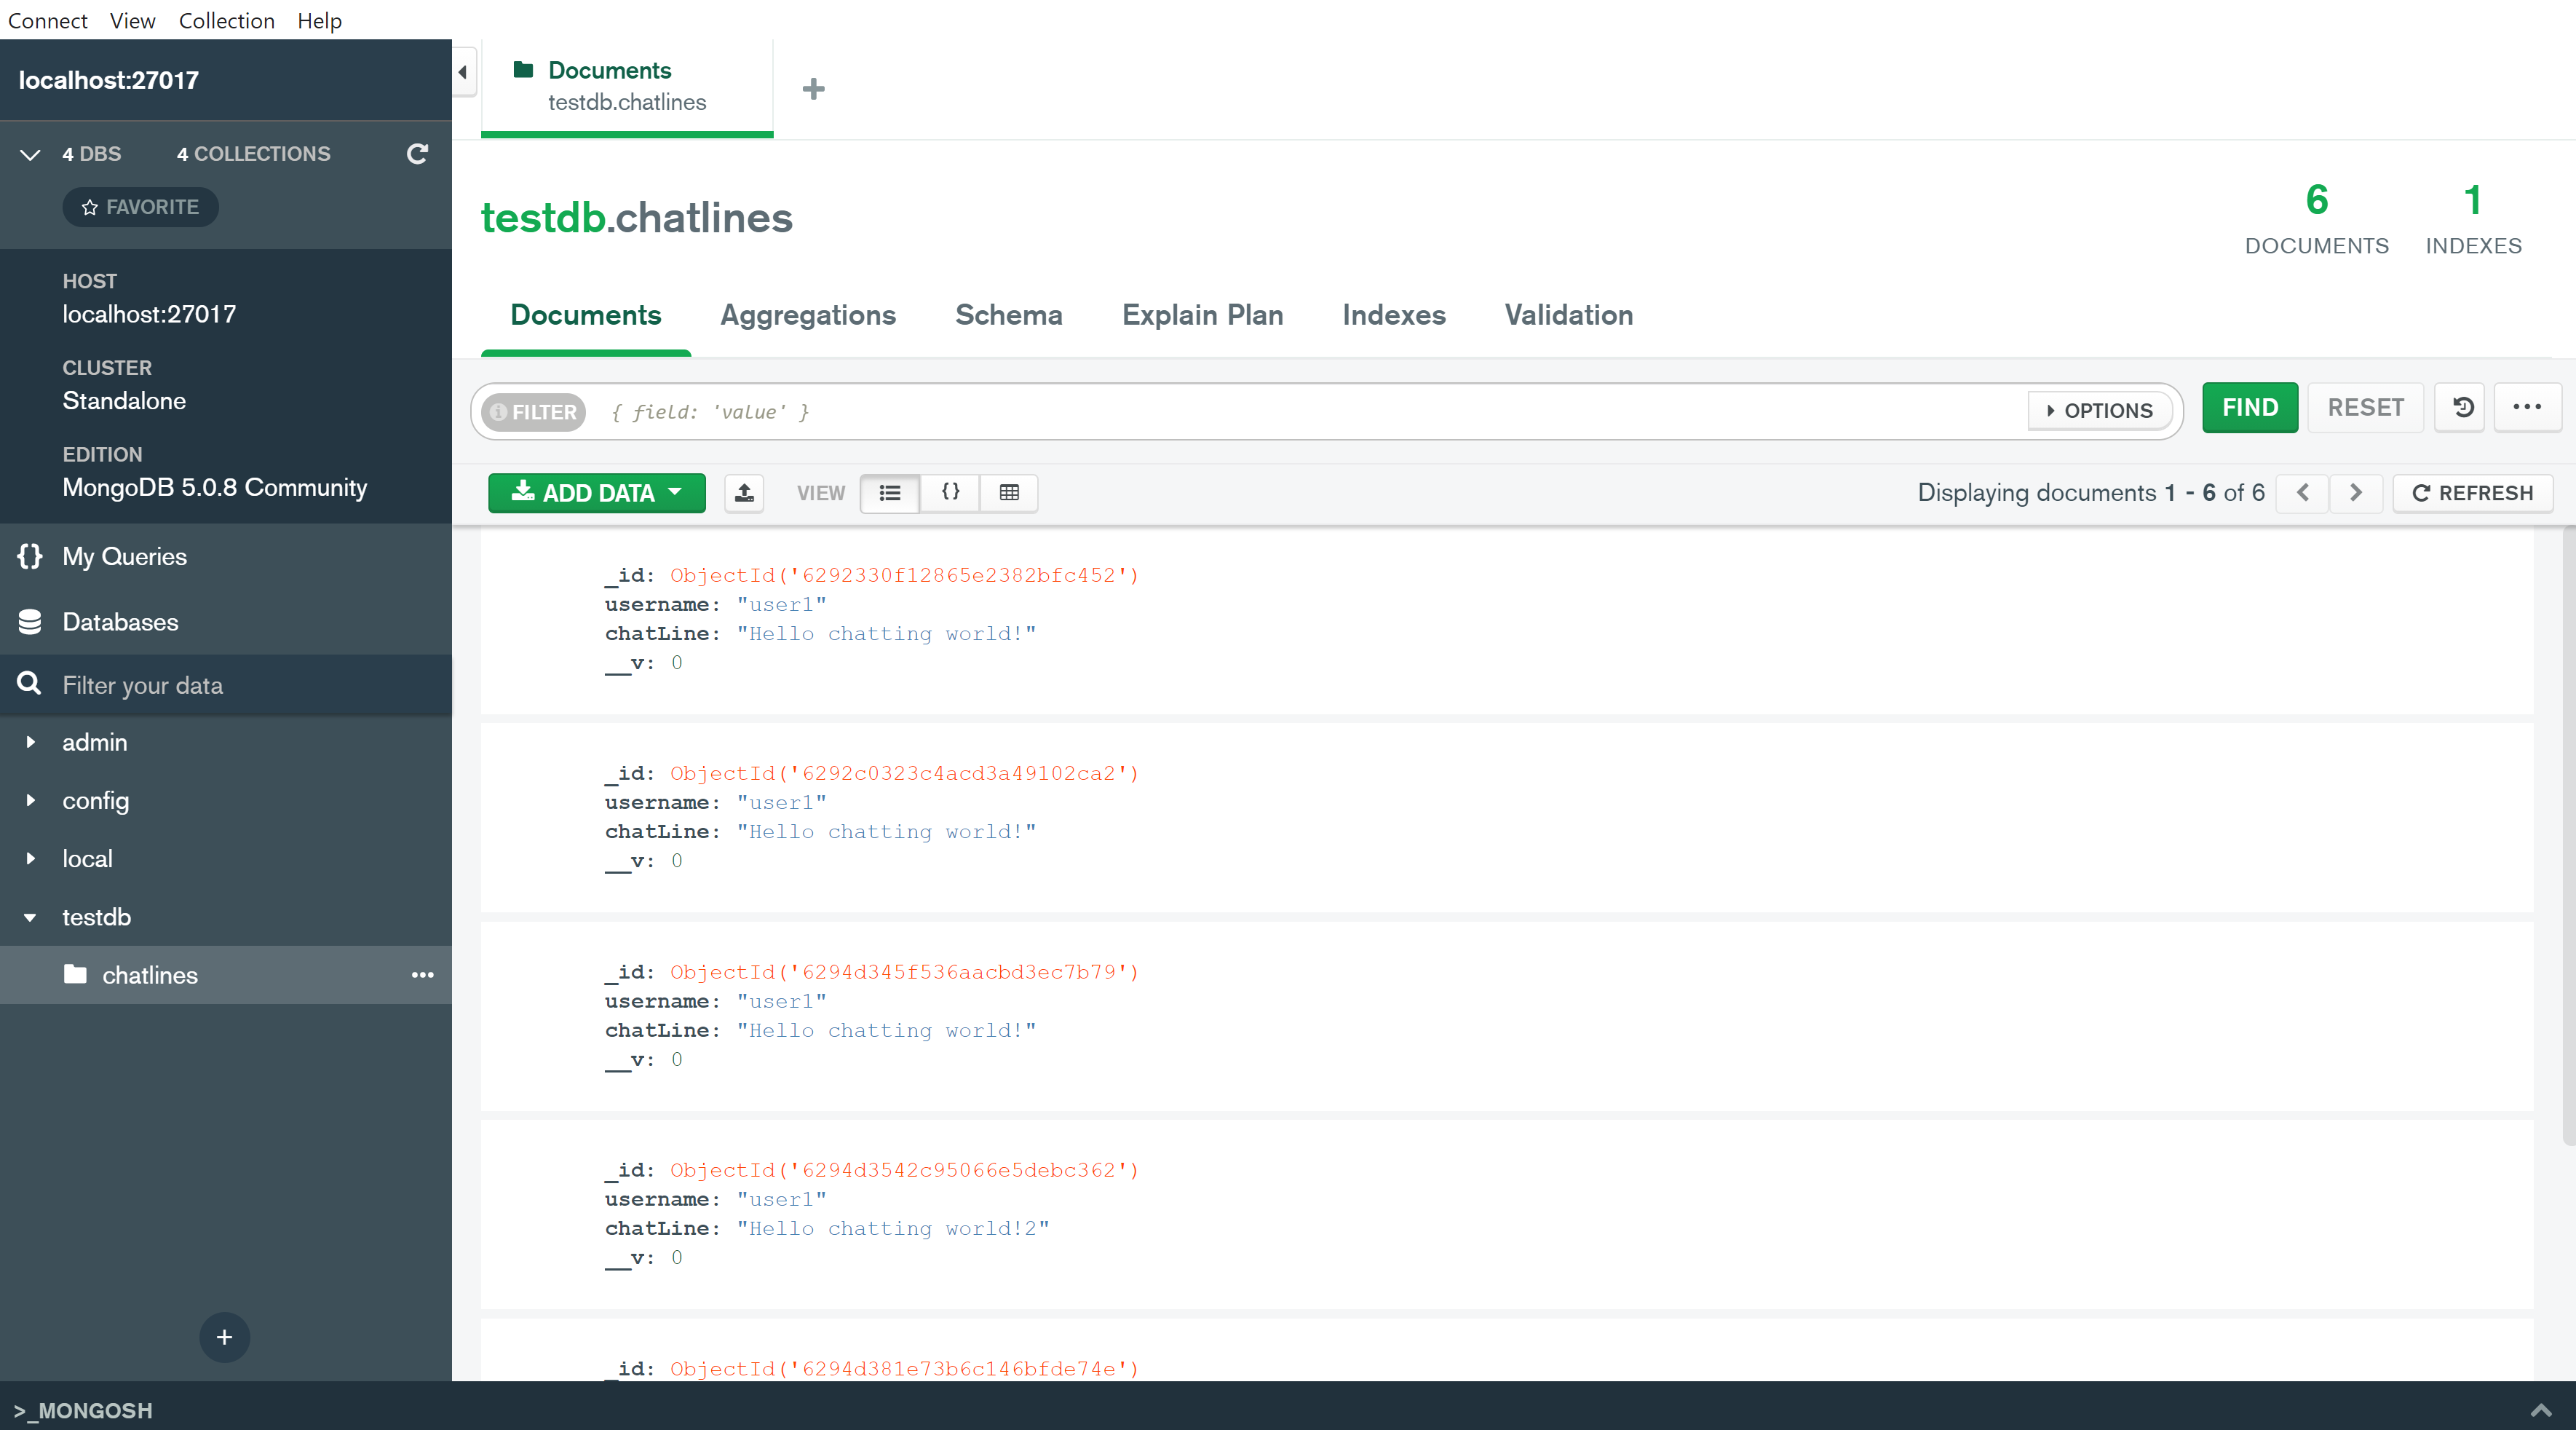 Connect View Collection Help
localhost:27017
4 DBS 4 COLLECTIONS
FAVORITE
HOST
localhost:27017
CLUSTER
Standalone
EDITION
MongoDB 5.0.8 Community
{} My Queries
Databases
Filter your data
admin
config
local
testdb
chatlines •••
+
Documents
testdb.chatlines
testdb.chatlines
6
DOCUMENTS
1
INDEXES
Documents Aggregations Schema Explain Plan Indexes Validation
FILTER { field: 'value' } OPTIONS FIND RESET •••
ADD DATA VIEW {} Displaying documents 1 - 6 of 6 REFRESH
_id: ObjectId('6292330f12865e2382bfc452')
username: "user1"
chatLine: "Hello chatting world!"
__v: 0
_id: ObjectId('6292c0323c4acd3a49102ca2')
username: "user1"
chatLine: "Hello chatting world!"
__v: 0
_id: ObjectId('6294d345f536aacbd3ec7b79')
username: "user1"
chatLine: "Hello chatting world!"
__v: 0
_id: ObjectId('6294d3542c95066e5debc362')
username: "user1"
chatLine: "Hello chatting world!2"
__v: 0
_id: ObjectId('6294d381e73b6c146bfde74e')
>_MONGOSH